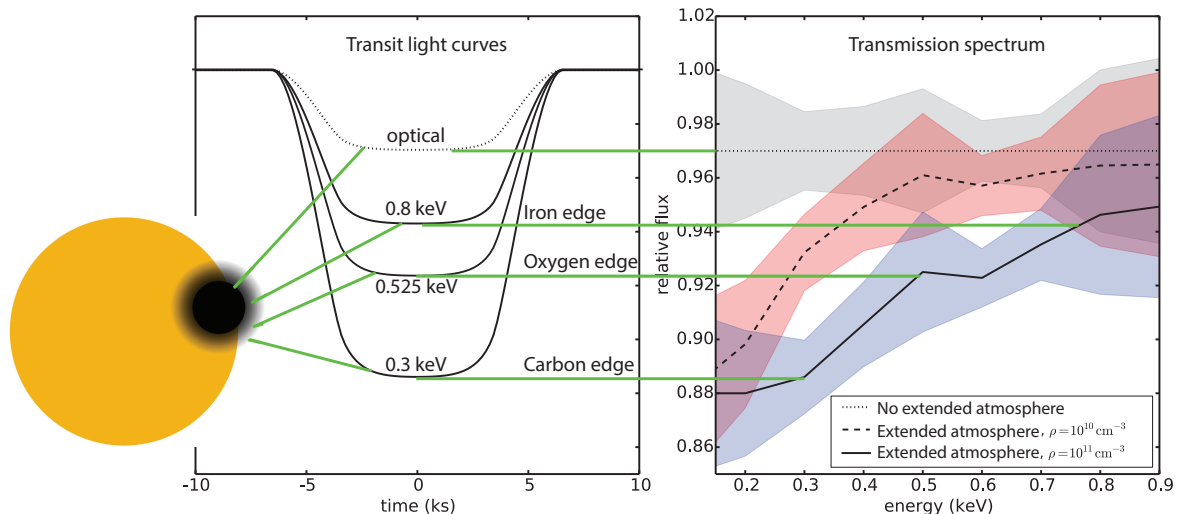 Transit light curves
optical
0.8 keV
Iron edge
0.525 keV
Oxygen edge
0.3 keV
Carbon edge
-10
-5
0
5
10
time (ks)
Transmission spectrum
1.02
1.00
0.98
0.96
0.94
0.92
0.90
0.88
0.86
relative flux
0.2
0.3
0.4
0.5
0.6
0.7
0.8
0.9
energy (keV)
No extended atmosphere
Extended atmosphere, ρ=10¹⁰ cm⁻³
Extended atmosphere, ρ=10¹¹ cm⁻³